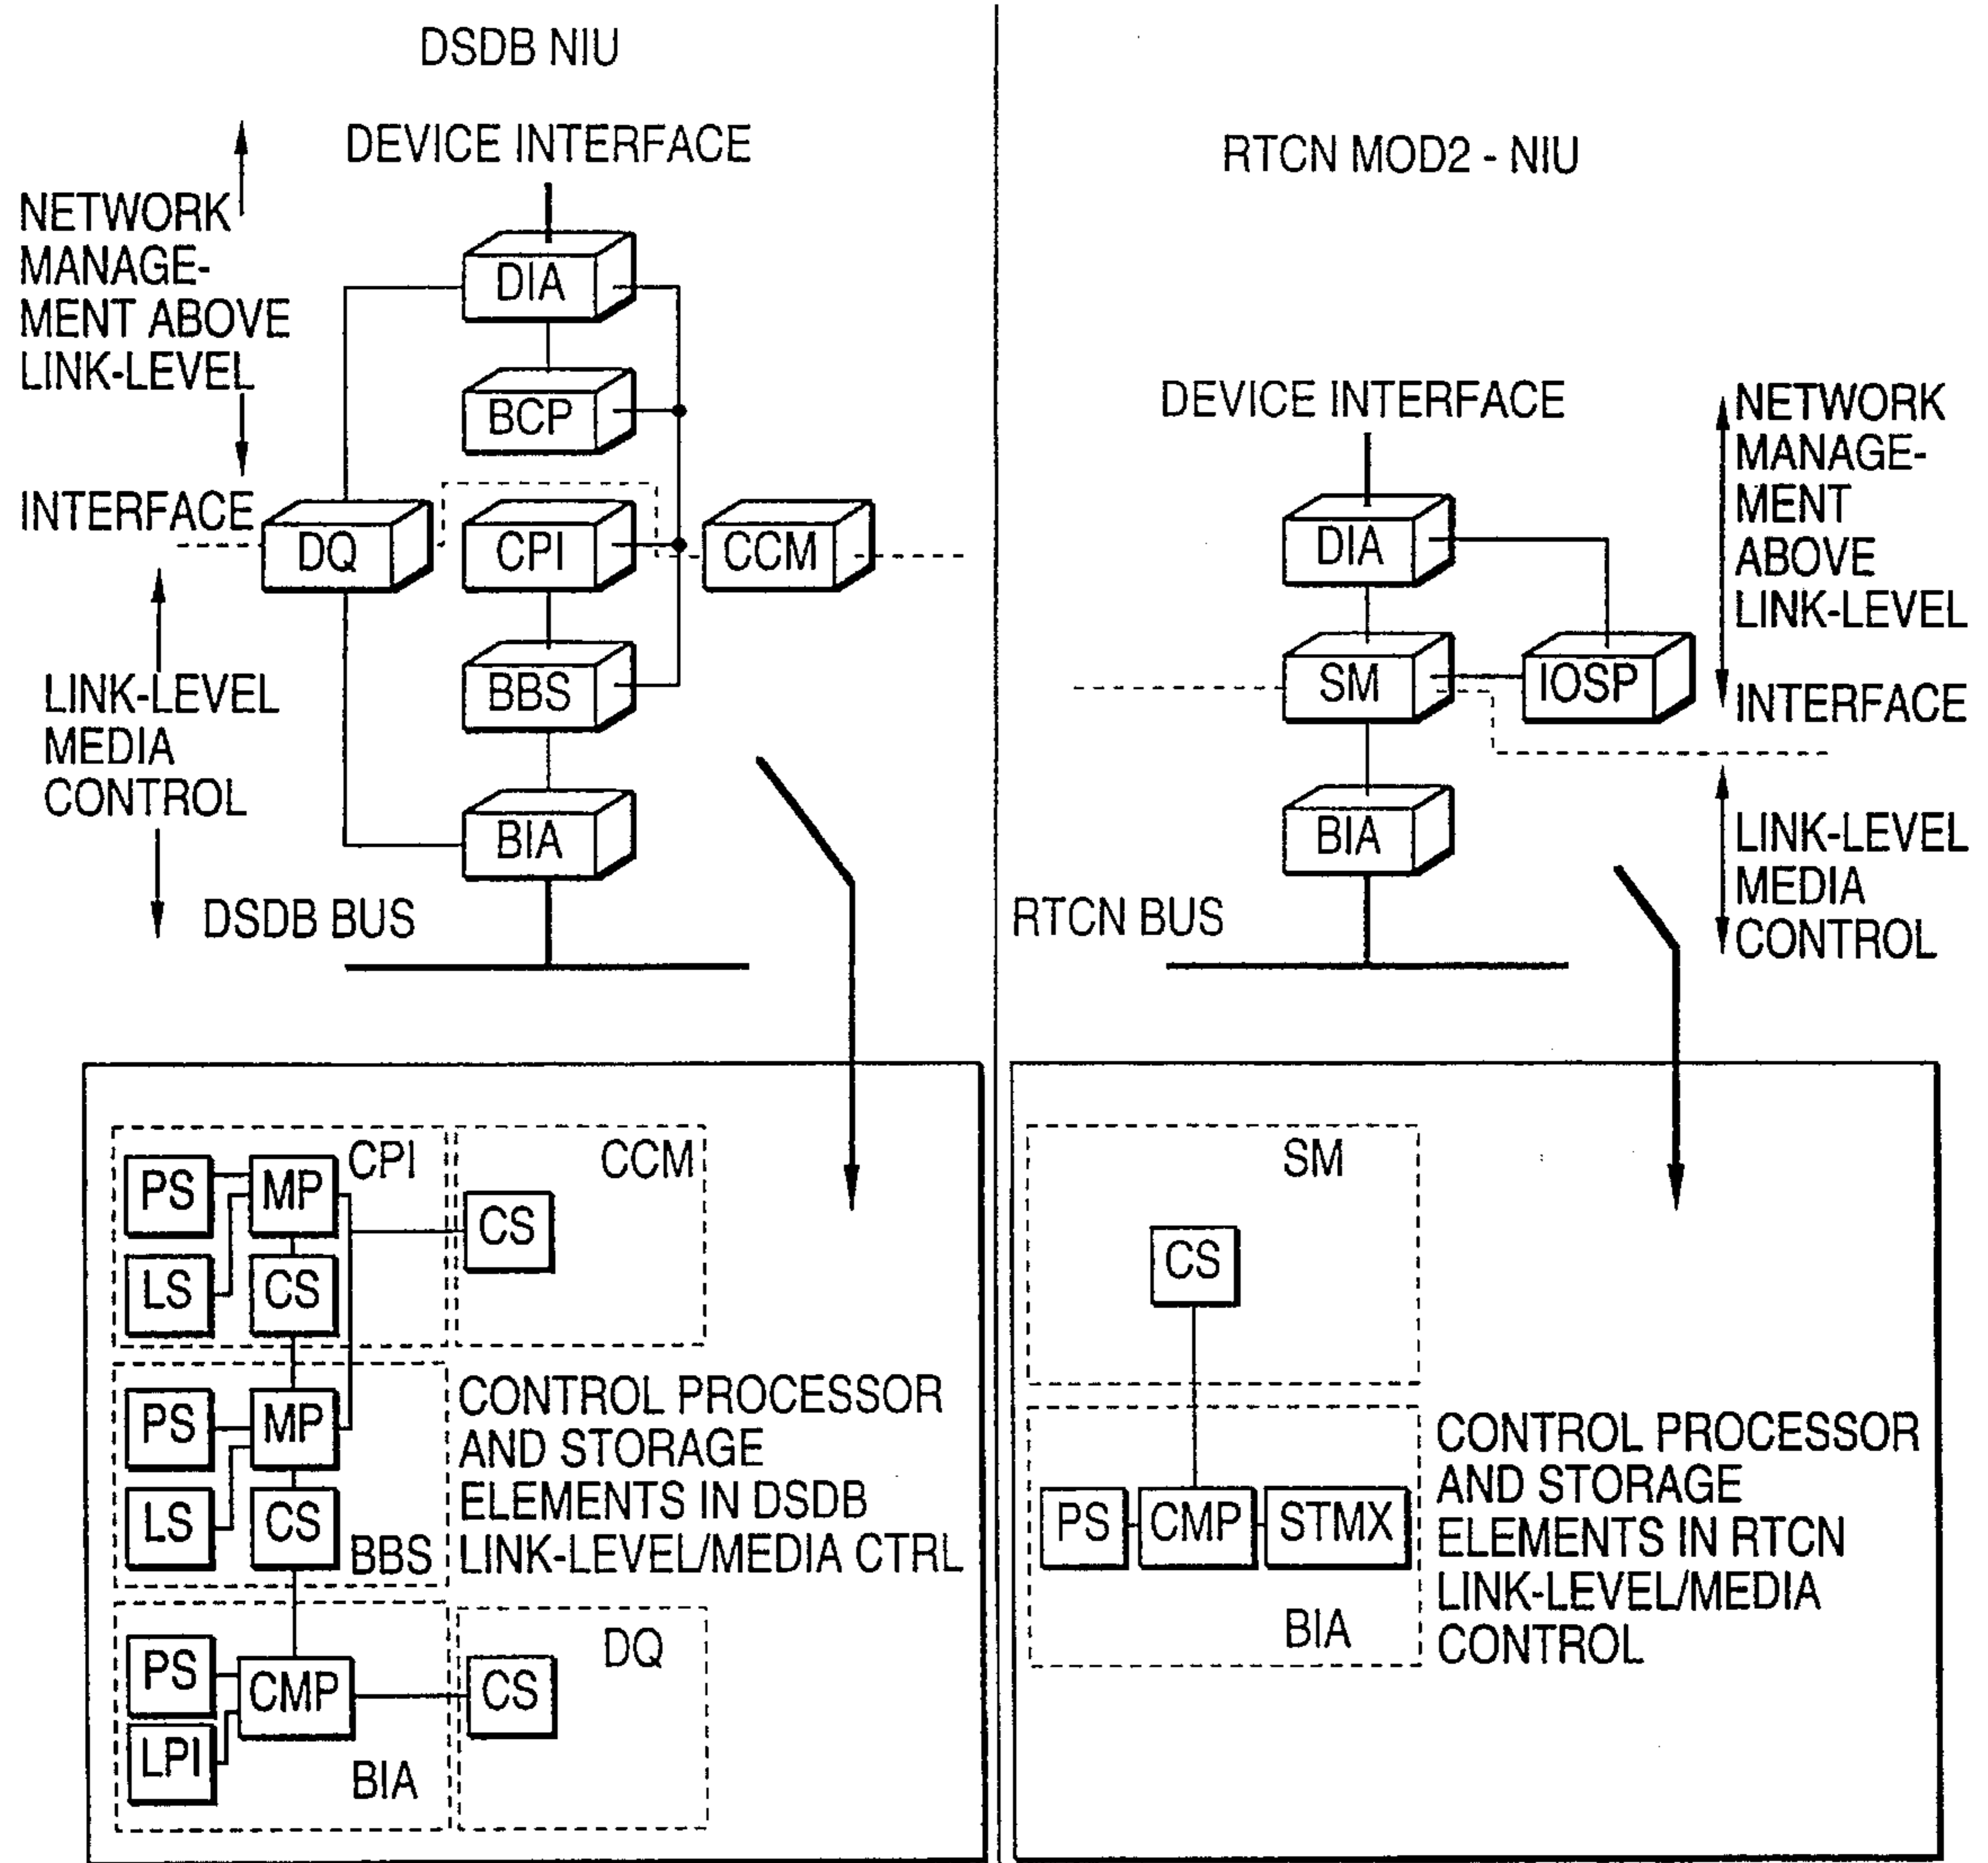 DSDB NIU
DEVICE INTERFACE
NETWORK
MANAGE-
MENT ABOVE
LINK-LEVEL
INTERFACE
LINK-LEVEL
MEDIA
CONTROL
DIA
BCP
DQ
CPI
CCM
BBS
BIA
DSDB BUS
RTCN MOD2 - NIU
DEVICE INTERFACE
DIA
SM
IOSP
BIA
RTCN BUS
NETWORK
MANAGE-
MENT
ABOVE
LINK-LEVEL
INTERFACE
LINK-LEVEL
MEDIA
CONTROL
PS
MP
CPI
LS
CS
CCM
CS
PS
MP
LS
CS
BBS
CONTROL PROCESSOR
AND STORAGE
ELEMENTS IN DSDB
LINK-LEVEL/MEDIA CTRL
PS
CMP
LPI
BIA
DQ
CS
SM
CS
PS
CMP
STMX
BIA
CONTROL PROCESSOR
AND STORAGE
ELEMENTS IN RTCN
LINK-LEVEL/MEDIA
CONTROL